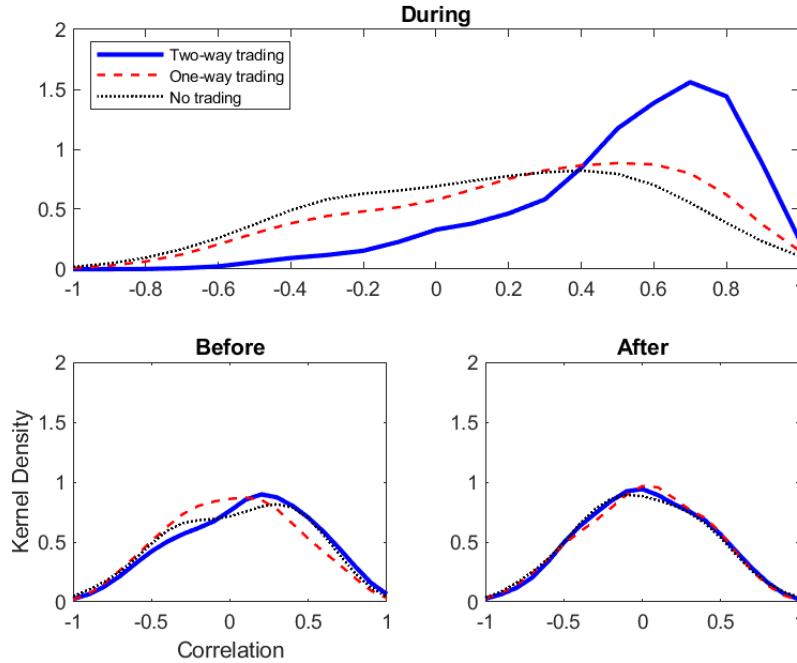 During
2
1.5
1
0.5
0
Two-way trading
One-way trading
No trading
-1 -0.8 -0.6 -0.4 -0.2 0 0.2 0.4 0.6 0.8 1
Before
2
1.5
1
0.5
0
Kernel Density
-1 -0.5 0 0.5 1
Correlation
After
2
1.5
1
0.5
0
-1 -0.5 0 0.5 1